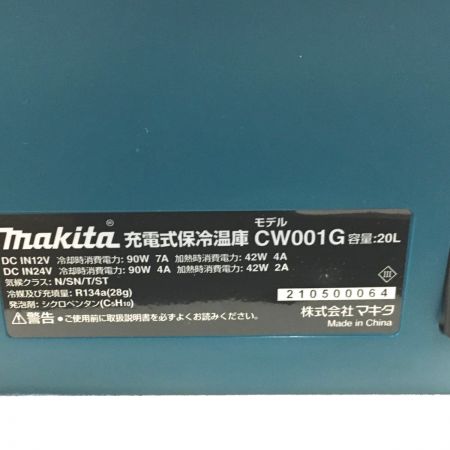 makita® 充電式保冷温庫 モデル CW001G 容量:20L
DC IN12V 冷却時消費電力: 90W 7A 加熱時消費電力: 42W 4A
DC IN24V 冷却時消費電力: 90W 4A 加熱時消費電力: 42W 2A
気候クラス: N/SN/T/ST
冷媒及び充填量: R134a(28g)
発泡剤: シクロペンタン(C₅H₁₀)
210500064
⚠警告 ●ご使用前に取扱説明書を必ずよくお読みください。
株式会社マキタ
Made in China